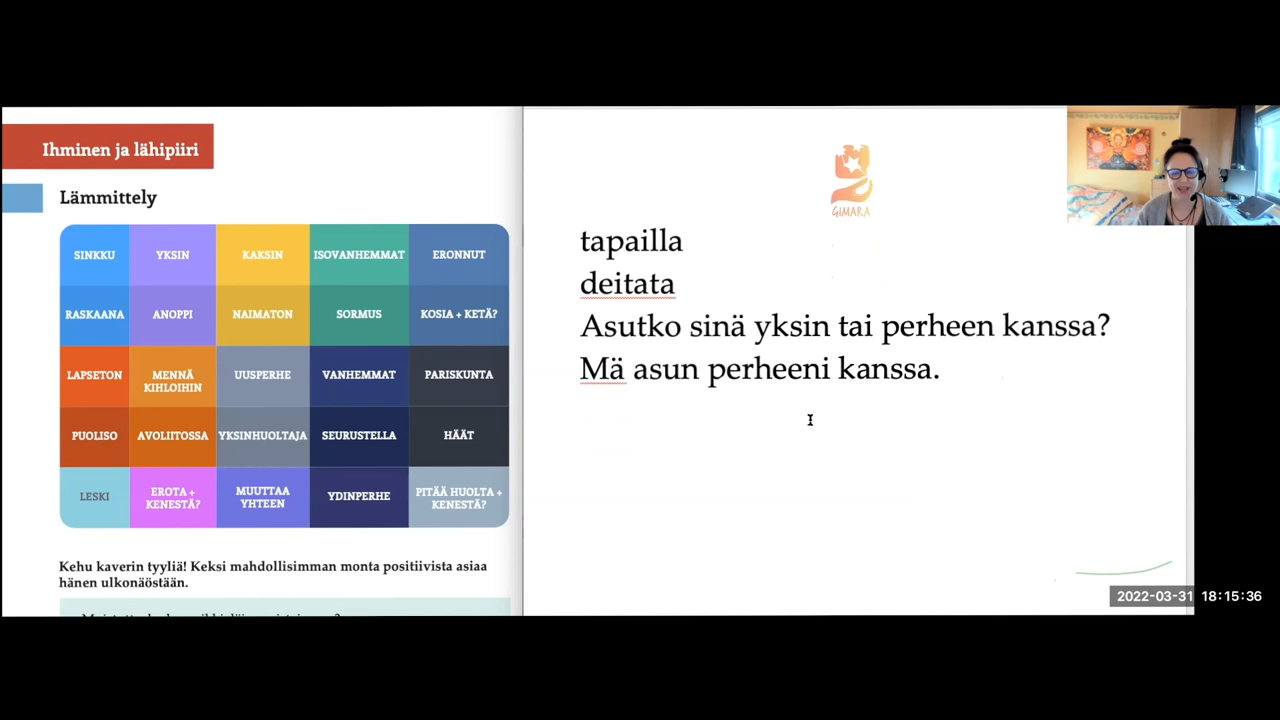 Ihminen ja lähipiiri
Lämmittely
SINKKU
YKSIN
KAKSIN
ISOVANHEMMAT
ERONNUT
RASKAANA
ANOPPI
NAIMATON
SORMUS
KOSIA + KETÄ?
LAPSETON
MENNÄ
KIHLOIHIN
UUSPERHE
VANHEMMAT
PARISKUNTA
PUOLISO
AVOLIITOSSA
YKSINHUOLTAJA
SEURUSTELLA
HÄÄT
LESKI
EROTA +
KENESTÄ?
MUUTTAA
YHTEEN
YDINPERHE
PITÄÄ HUOLTA +
KENESTÄ?
Kehu kaverin tyyliä! Keksi mahdollisimman monta positiivista asiaa
hänen ulkonäöstään.
GIMARA
tapailla
deitata
Asutko sinä yksin tai perheen kanssa?
Mä asun perheeni kanssa.
2022-03-31 18:15:36